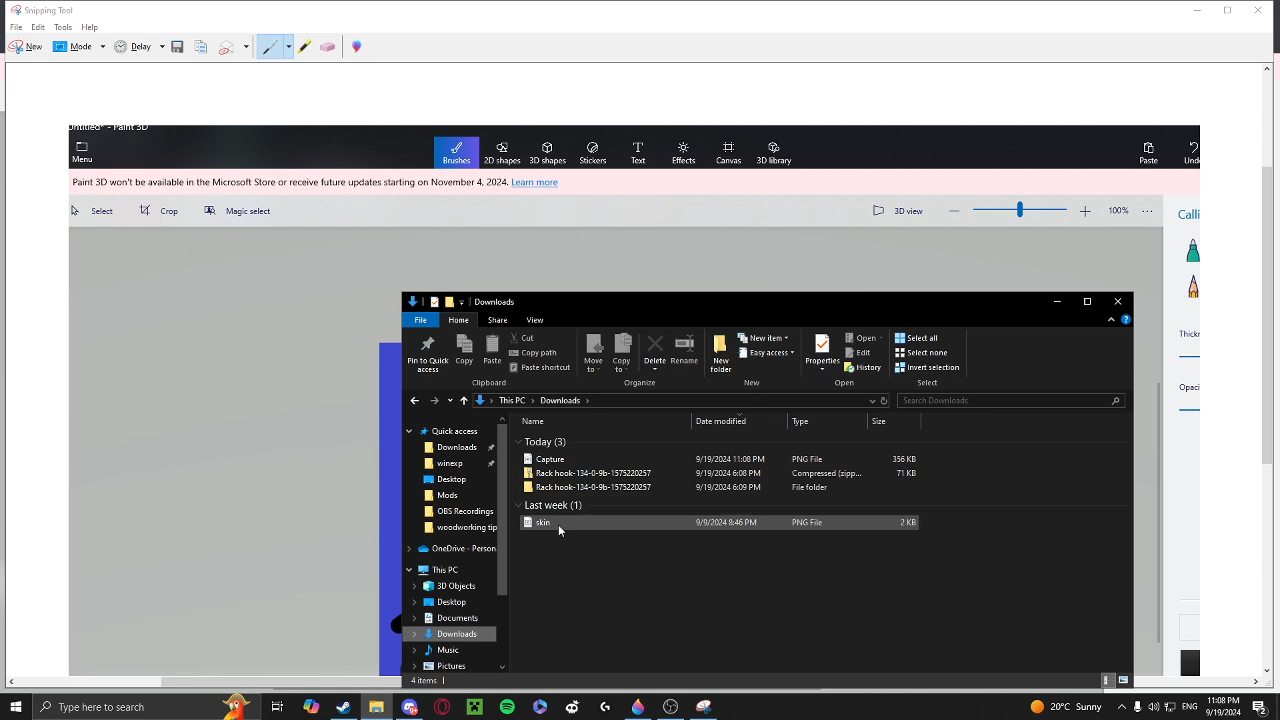 Snipping Tool
File Edit Tools Help
New Mode Delay
Untitled* - Paint 3D
Menu Brushes 2D shapes 3D shapes Stickers Text Effects Canvas 3D library Paste Undo
Paint 3D won't be available in the Microsoft Store or receive future updates starting on November 4, 2024. Learn more
Select Crop Magic select 3D view 100%
Calli
Thickn
Opaci
Downloads
File Home Share View
Pin to Quick access
Copy
Paste
Cut
Copy path
Paste shortcut
Clipboard
Move to
Copy to
Delete
Rename
Organize
New folder
New item
Easy access
New
Properties
Open
Edit
History
Open
Select all
Select none
Invert selection
Select
This PC > Downloads >
Search Downloads
Name Date modified Type Size
Today (3)
Capture 9/19/2024 11:08 PM PNG File 356 KB
Rack hook-134-0-9b-1575220257 9/19/2024 6:08 PM Compressed (zipp... 71 KB
Rack hook-134-0-9b-1575220257 9/19/2024 6:09 PM File folder
Last week (1)
skin 9/9/2024 8:46 PM PNG File 2 KB
Quick access
Downloads
winexp
Desktop
Mods
OBS Recordings
woodworking tip
OneDrive - Person
This PC
3D Objects
Desktop
Documents
Downloads
Music
Pictures
4 items
Type here to search
20°C Sunny
ENG
11:08 PM
9/19/2024
2